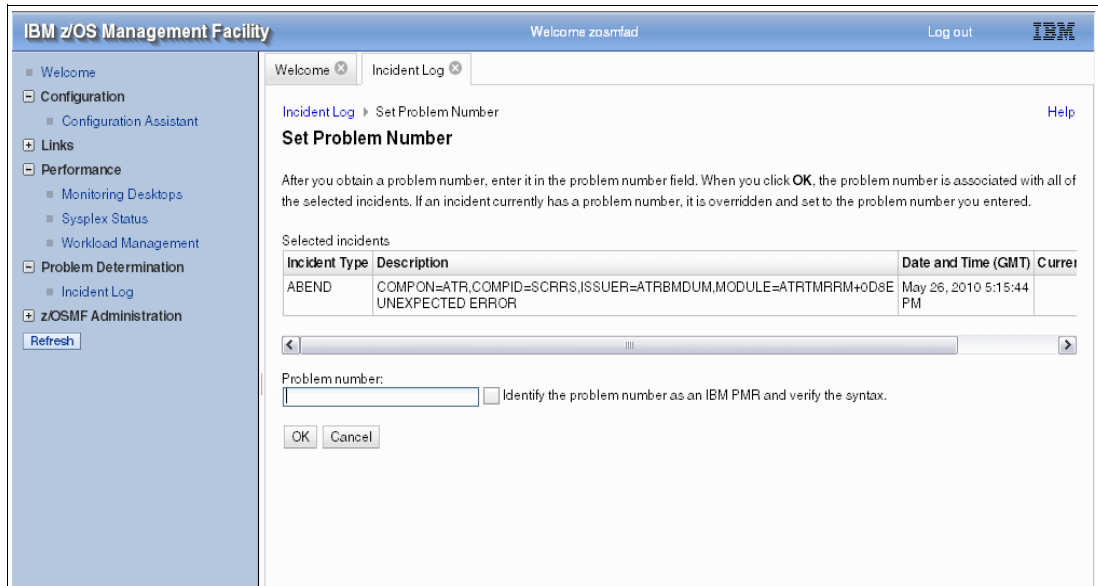 IBM z/OS Management Facility
Welcome zosmfad
Log out
IBM
Welcome
Configuration
Configuration Assistant
Links
Performance
Monitoring Desktops
Sysplex Status
Workload Management
Problem Determination
Incident Log
z/OSMF Administration
Refresh
Welcome
Incident Log
Incident Log Set Problem Number
Help
Set Problem Number
After you obtain a problem number, enter it in the problem number field. When you click OK, the problem number is associated with all of
the selected incidents. If an incident currently has a problem number, it is overridden and set to the problem number you entered.
Selected incidents
Incident Type Description Date and Time (GMT) Currer
ABEND COMPON=ATR,COMPID=SCRRS,ISSUER=ATRBMDUM,MODULE=ATRTMRRM+0D8E May 26, 2010 5:15:44
UNEXPECTED ERROR PM
Problem number:
Identify the problem number as an IBM PMR and verify the syntax.
OK Cancel